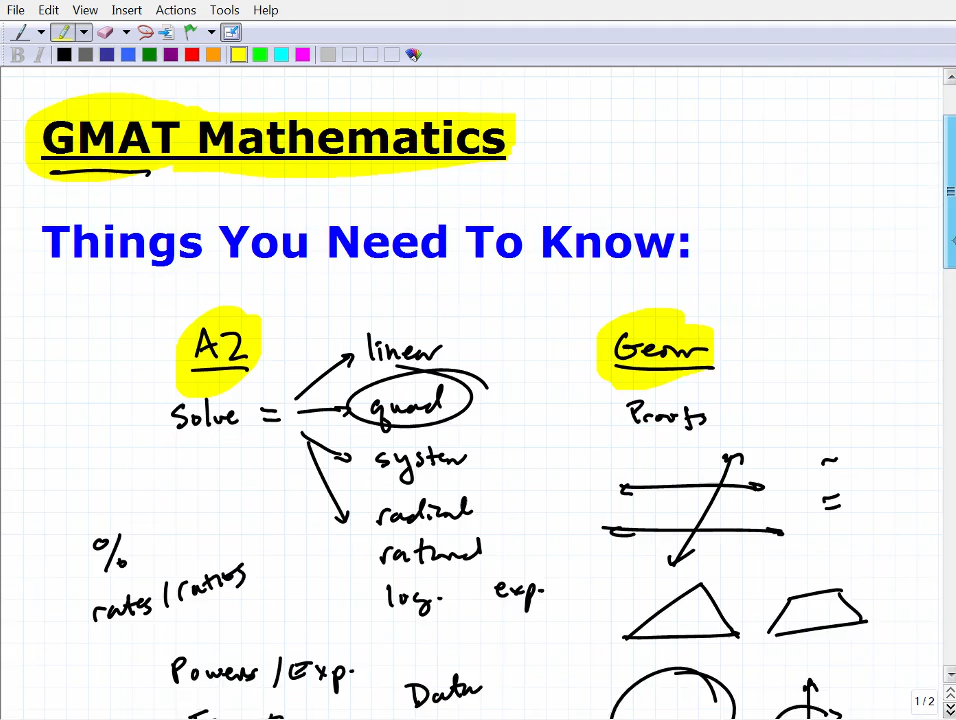 File Edit View Insert Actions Tools Help
B I
GMAT Mathematics
Things You Need To Know:
A2
solve =
linear
quad
system
radical
rational
log. exp.
%
rates / ratios
Powers / Exp.
Data
Geom
Proofs
~
=
1 / 2